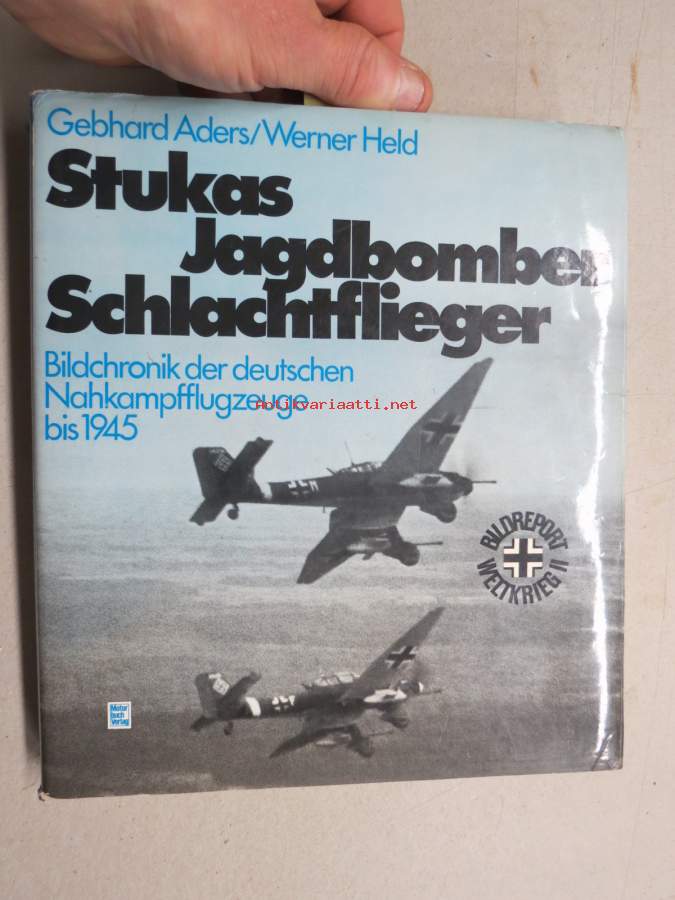 Gebhard Aders/Werner Held
Stukas
Jagdbomber
Schlachtflieger
Bildchronik der deutschen
Nahkampfflugzeuge
bis 1945
Antikvariaatti.net
BILDREPORT
WELTKRIEG II
Motor
buch
Verlag